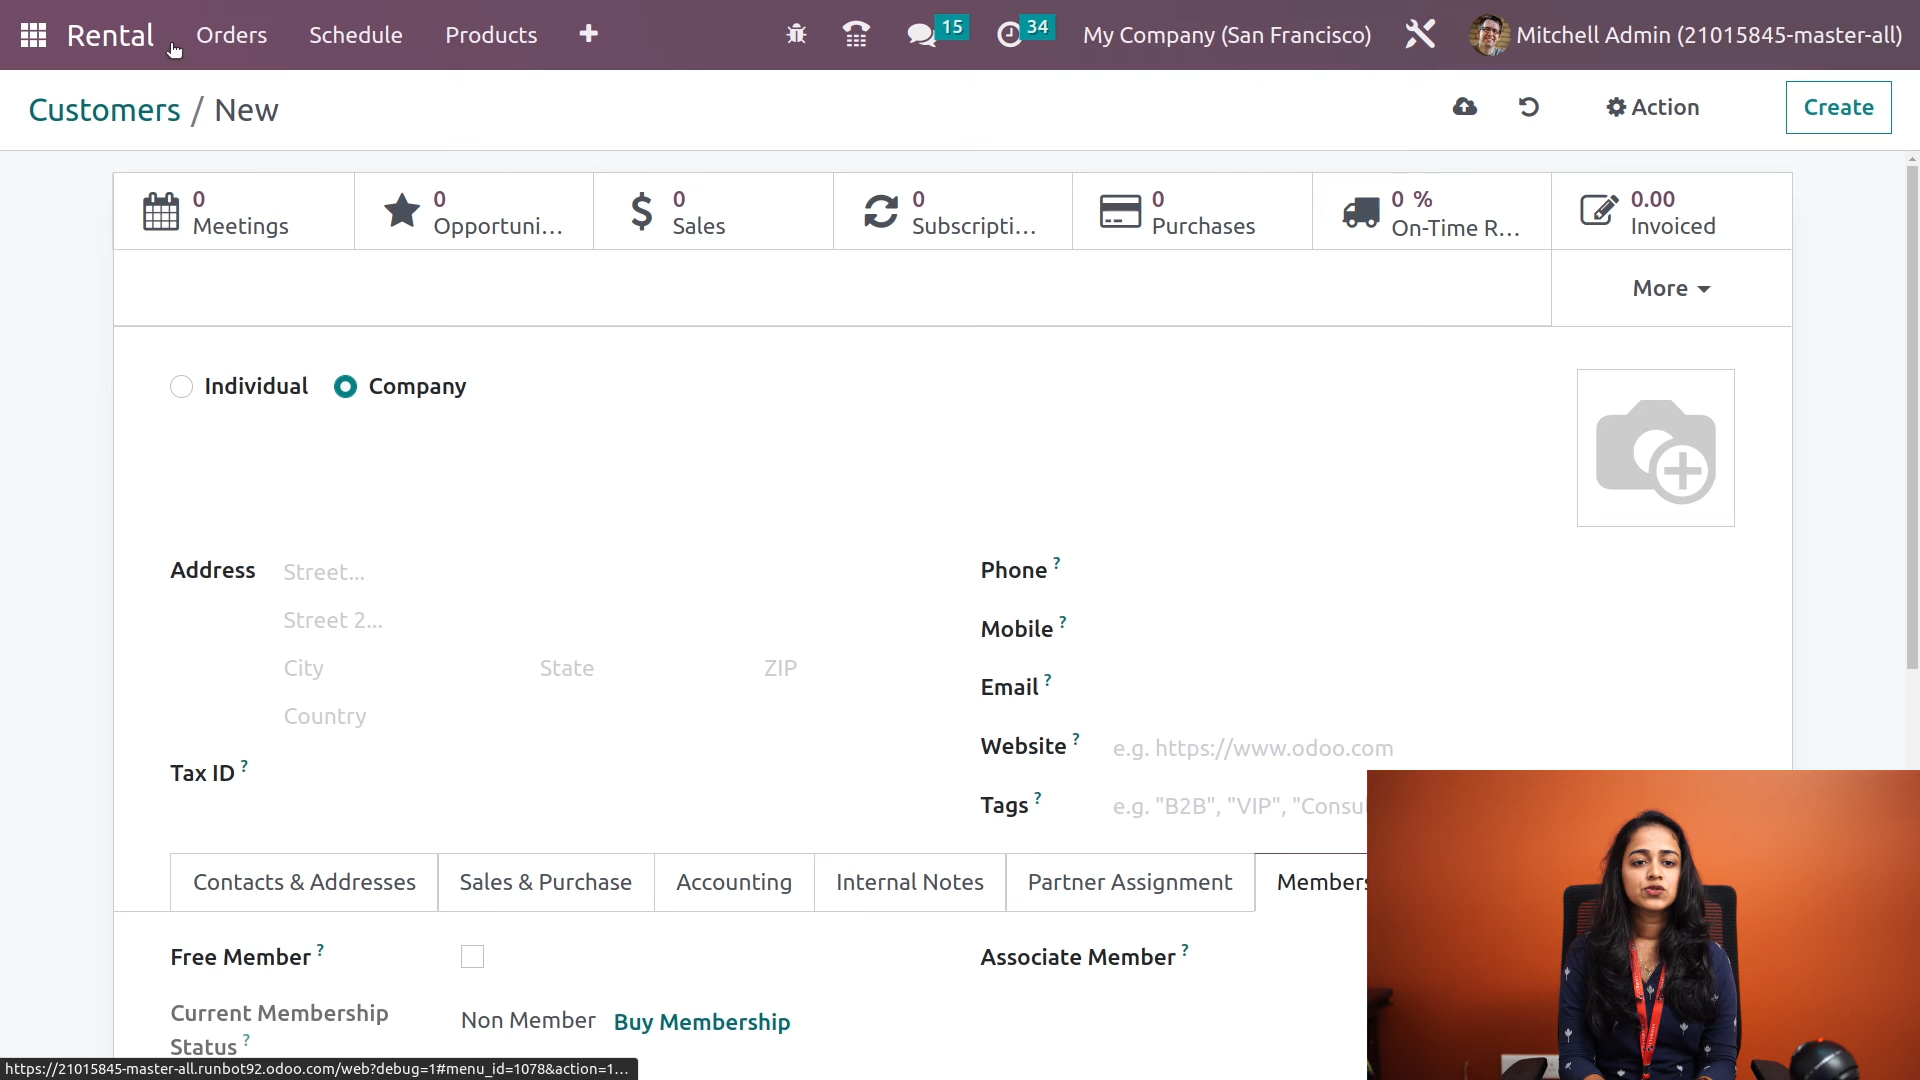 Rental Orders Schedule Products + 15 34 My Company (San Francisco) Mitchell Admin (21015845-master-all)
Customers / New Action Create
0 Meetings
0 Opportuni...
0 Sales
0 Subscripti...
0 Purchases
0 % On-Time R...
0.00 Invoiced
More
Individual Company
Address Street...
Street 2...
City State ZIP
Country
Tax ID ?
Phone ?
Mobile ?
Email ?
Website ? e.g. https://www.odoo.com
Tags ? e.g. "B2B", "VIP", "Consu
Contacts & Addresses Sales & Purchase Accounting Internal Notes Partner Assignment Members
Free Member ?
Associate Member ?
Current Membership
Status ?
Non Member Buy Membership
https://21015845-master-all.runbot92.odoo.com/web?debug=1#menu_id=1078&action=1...